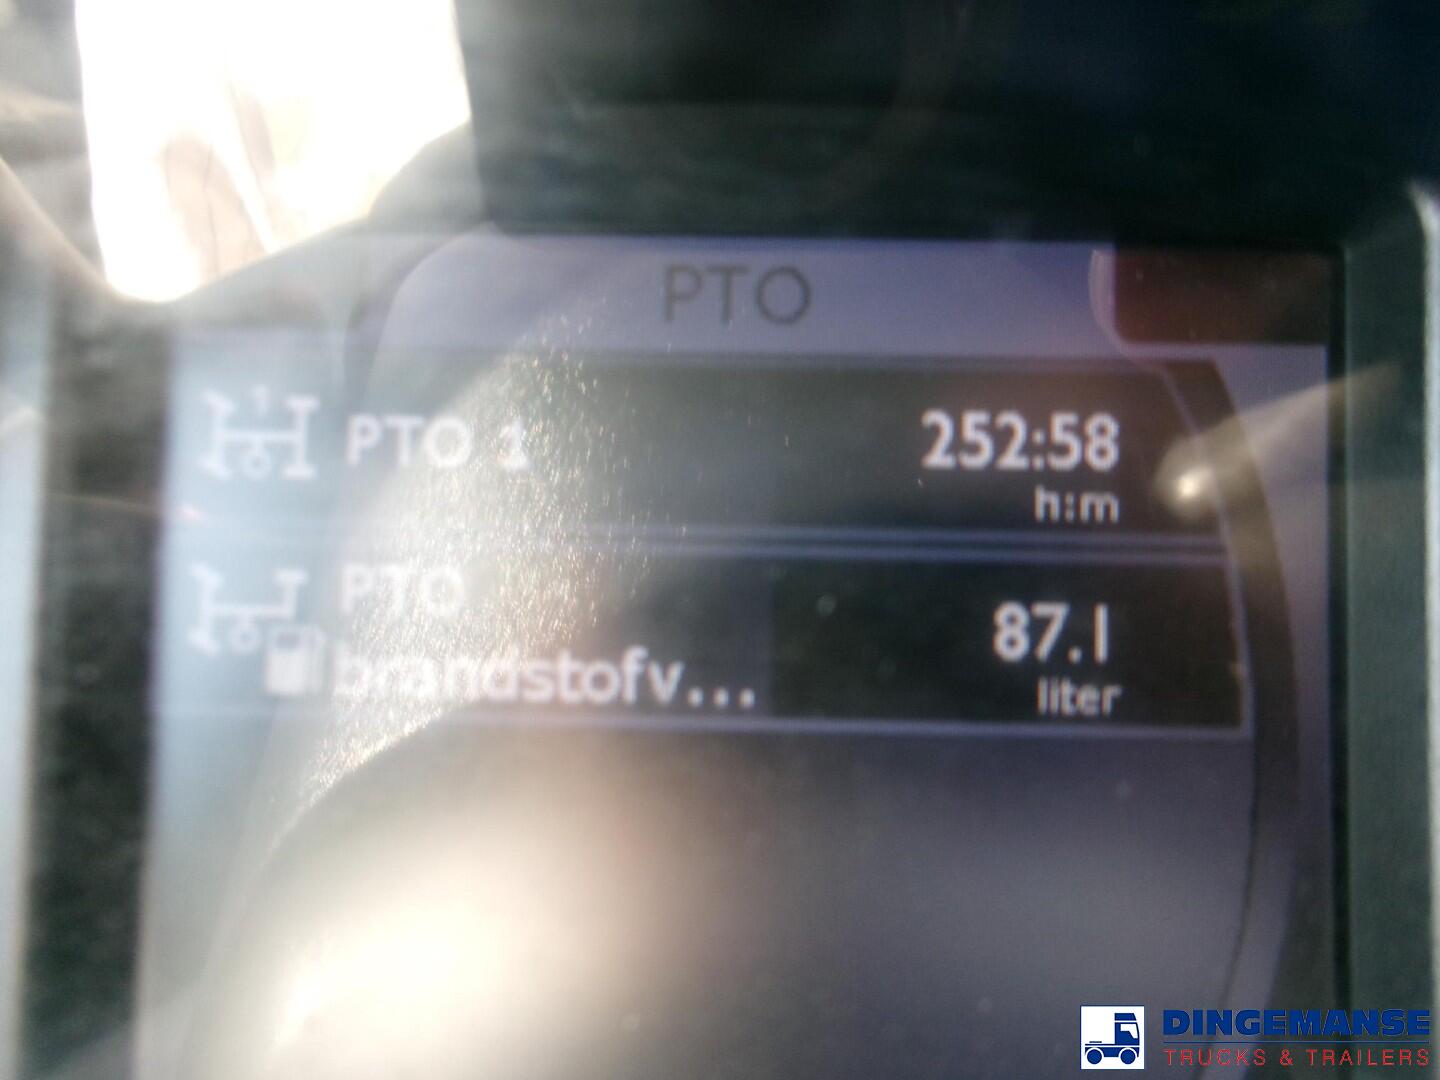 PTO
PTO 1 252:58
h:m
PTO
brandstofv... 87.1
liter
DINGEMANSE
TRUCKS & TRAILERS